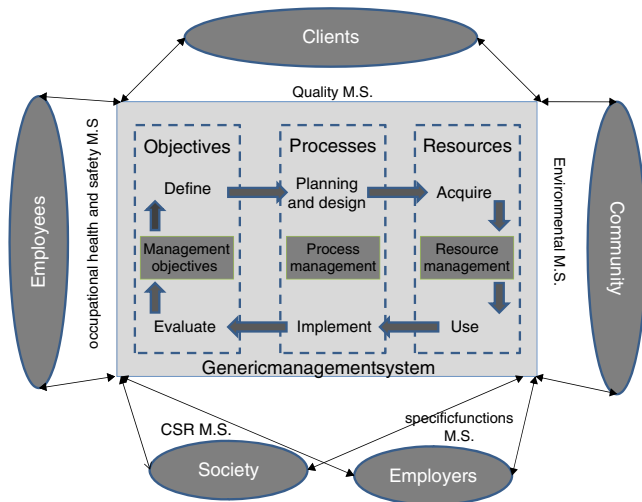 Clients
Quality M.S.
Employees
occupational health and safety M.S
Objectives
Processes
Resources
Define
Planning
and design
Acquire
Management
objectives
Process
management
Resource
management
Evaluate
Implement
Use
Genericmanagementsystem
Environmental M.S.
Community
CSR M.S.
specificfunctions
M.S.
Society
Employers